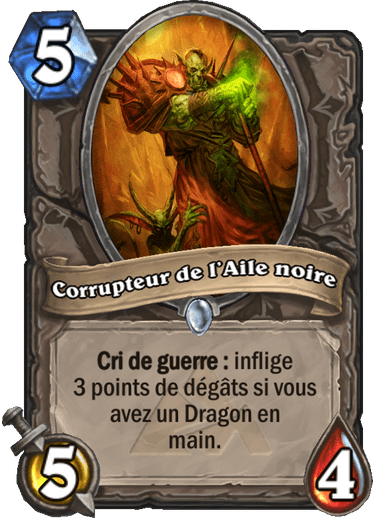 5
Corrupteur de l'Aile noire
Cri de guerre : inflige
3 points de dégâts si vous
avez un Dragon en
main.
5
4